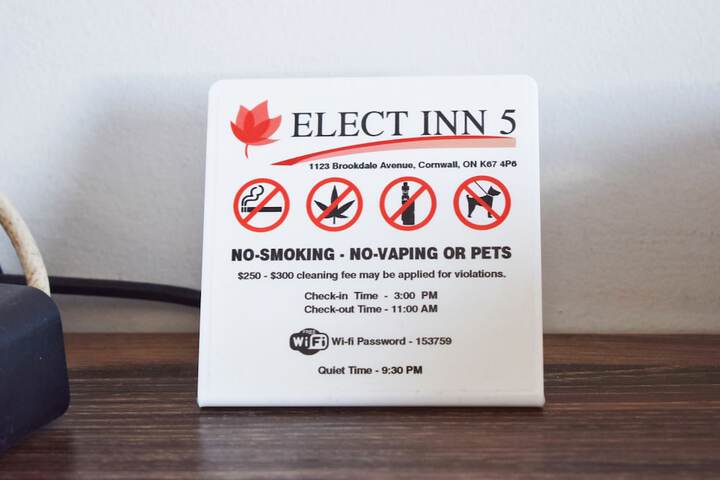 ELECT INN 5
1123 Brookdale Avenue, Cornwall, ON K67 4P6
NO-SMOKING - NO-VAPING OR PETS
$250 - $300 cleaning fee may be applied for violations.
Check-in Time - 3:00 PM
Check-out Time - 11:00 AM
FREE
WiFi Wi-fi Password - 153759
Quiet Time - 9:30 PM